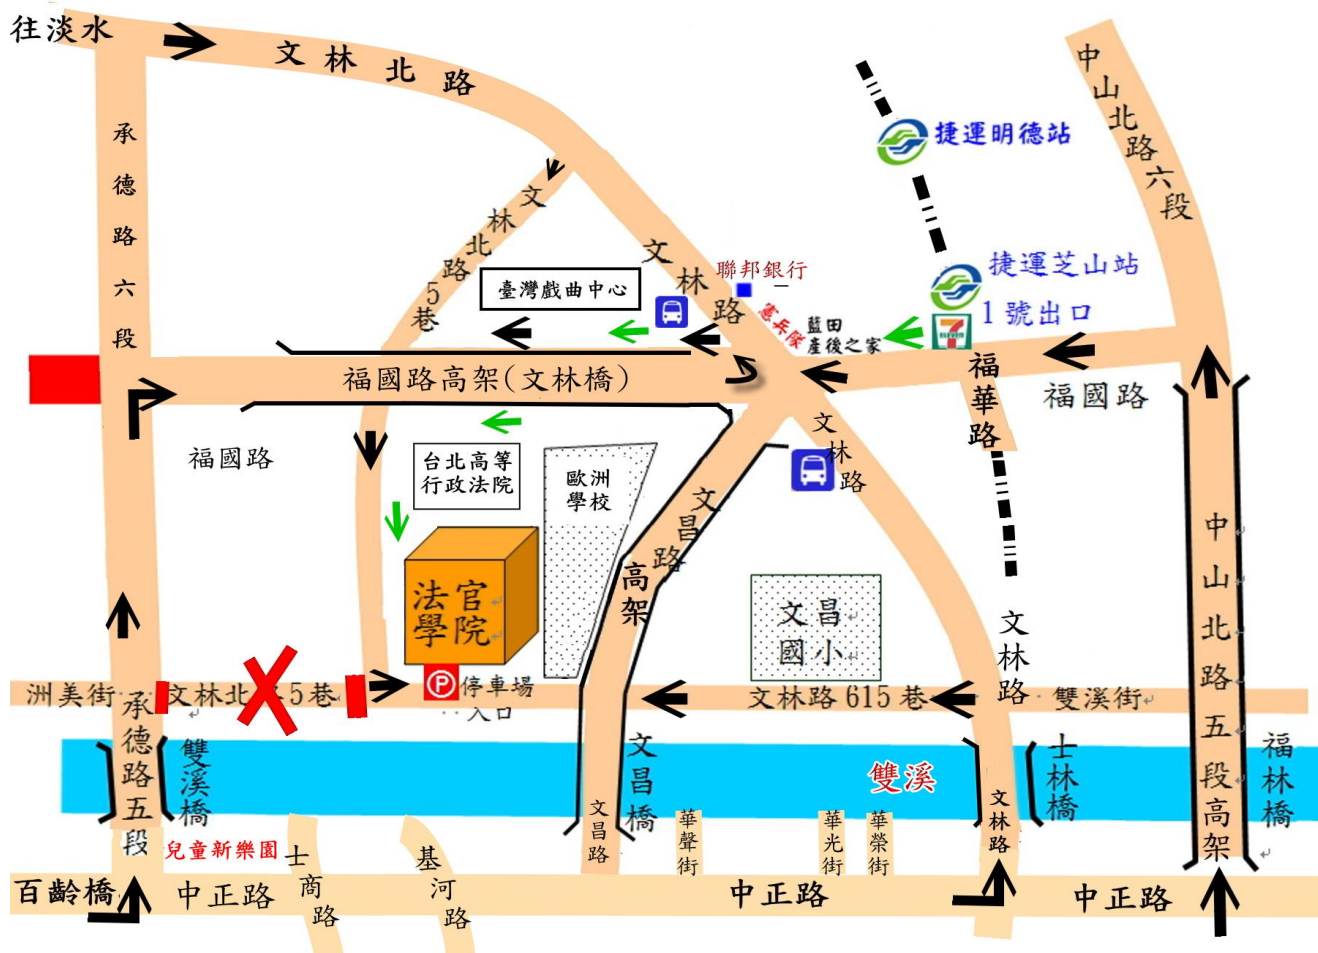 往淡水
文林北路
承德路六段
文林北路5巷
臺灣戲曲中心
文林路
聯邦銀行
憲兵隊
藍田
產後之家
捷運明德站
捷運芝山站
1號出口
7
ELEVEN
中山北路六段
福國路高架(文林橋)
福國路
福華路
福國路
台北高等
行政法院
歐洲
學校
文昌路
高架
文林路
法官
學院
P
停車場
入口
文昌
國小
文林路
中山北路五段高架
洲美街
文林北路5巷
文林路615巷
雙溪街
承德路五段
雙溪橋
文昌橋
雙溪
士林橋
福林橋
文昌路
華聲街
華光街
華榮街
文林路
兒童新樂園
士商路
基河路
百齡橋
中正路
中正路
中正路